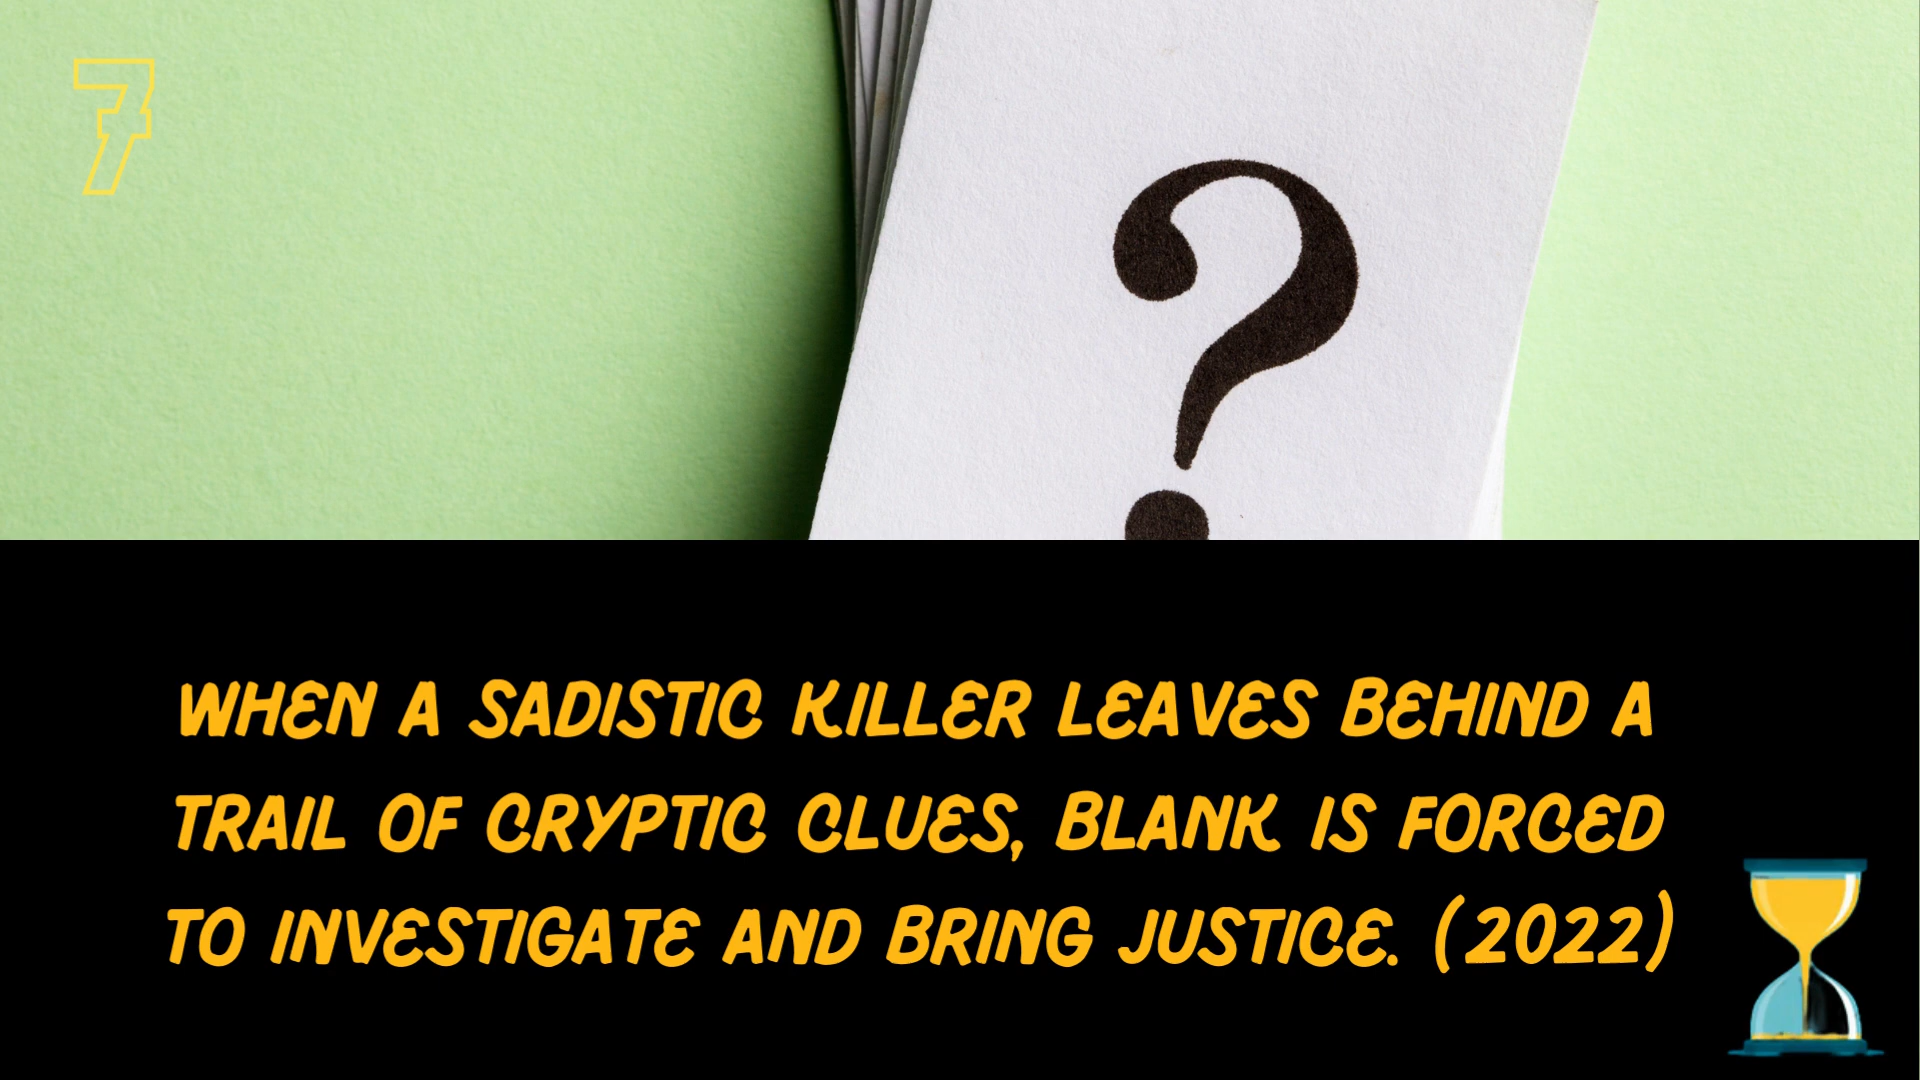 7
?
WHEN A SADISTIC KILLER LEAVES BEHIND A
TRAIL OF CRYPTIC CLUES, BLANK IS FORCED
TO INVESTIGATE AND BRING JUSTICE. (2022)